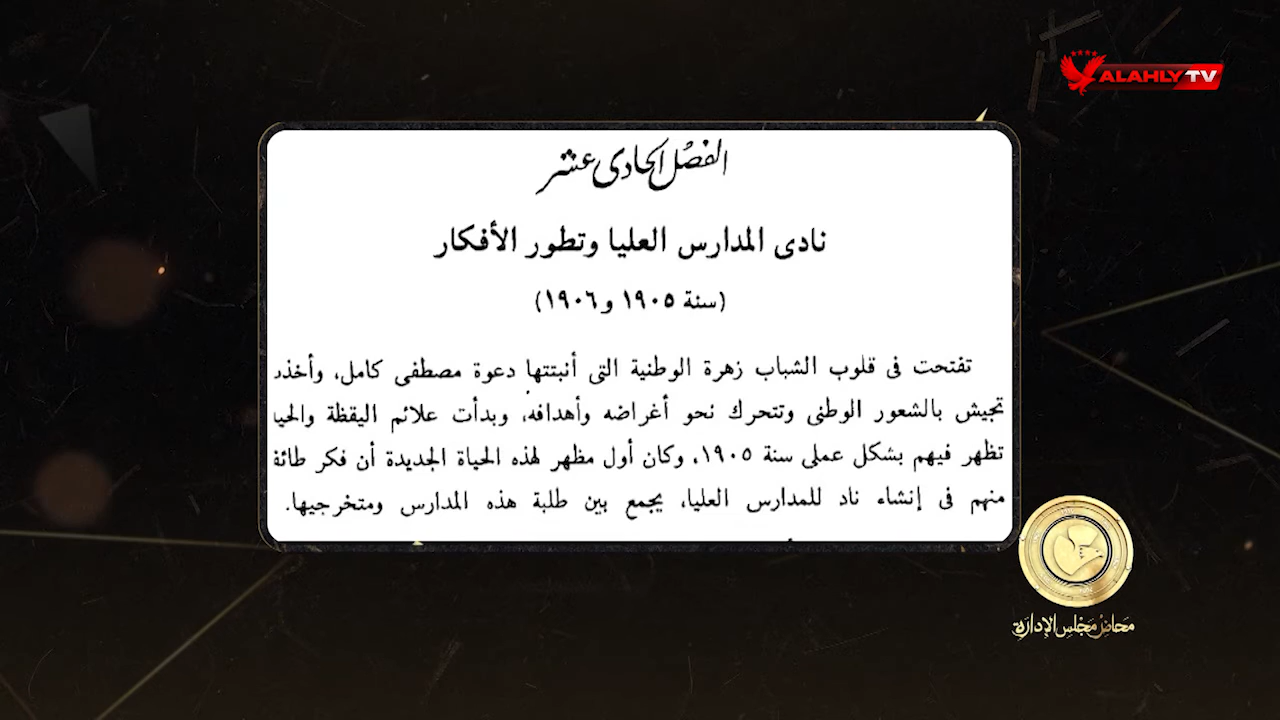 ALAHLY TV
الفصل الحادى عشر
نادى المدارس العليا وتطور الأفكار
(سنة ١٩٠٥ و١٩٠٦)
تفتحت فى قلوب الشباب زهرة الوطنية التى أنبتتها دعوة مصطفى كامل، وأخذ
تجيش بالشعور الوطنى وتتحرك نحو أغراضه وأهدافه، وبدأت علائم اليقظة والحيا
تظهر فيهم بشكل عملى سنة ١٩٠٥، وكان أول مظهر لهذه الحياة الجديدة أن فكر طائف
منهم فى إنشاء ناد للمدارس العليا، يجمع بين طلبة هذه المدارس ومتخرجيها.
محاضر مجلس الإدارة